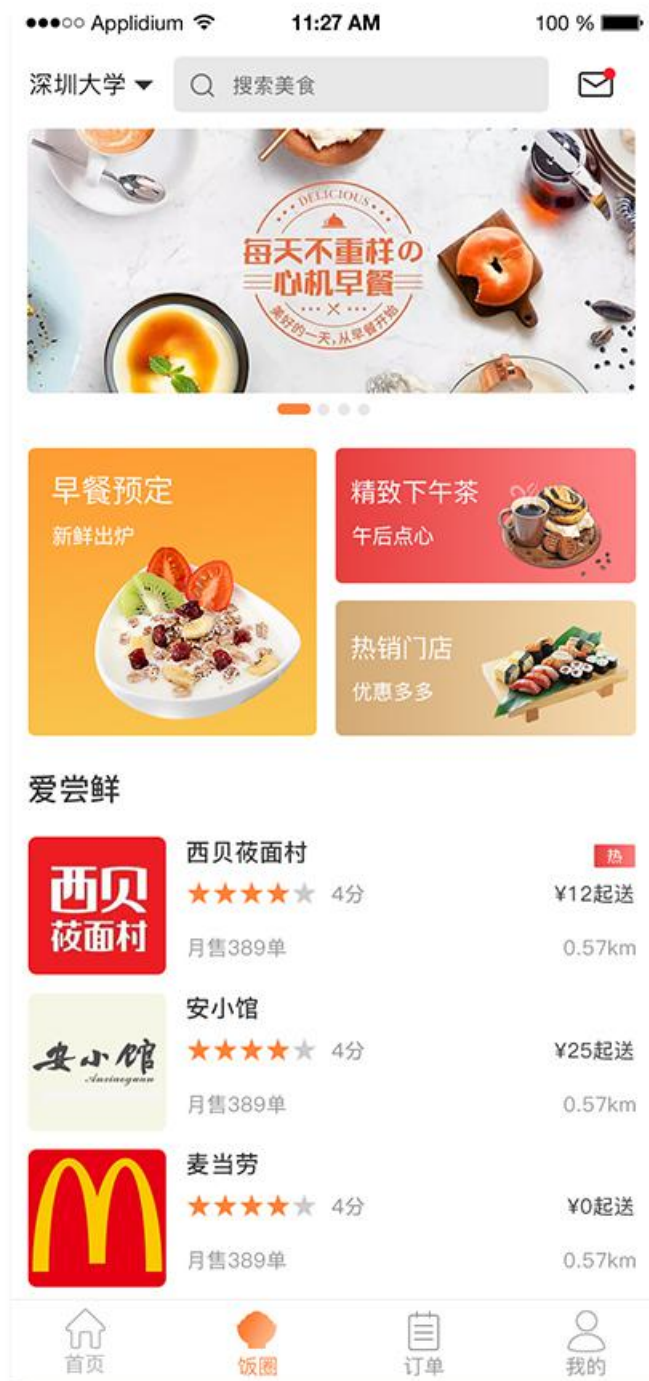 ●●●○○ Applidium 11:27 AM 100 %
深圳大学 搜索美食
DELICIOUS
每天不重样の
心机早餐
美好的一天,从早餐开始
早餐预定
新鲜出炉
精致下午茶
午后点心
热销门店
优惠多多
爱尝鲜
西贝
莜面村
西贝莜面村 热
4分 ¥12起送
月售389单 0.57km
安小馆
Anxiaoguan
安小馆
4分 ¥25起送
月售389单 0.57km
麦当劳
4分 ¥0起送
月售389单 0.57km
首页 饭圈 订单 我的